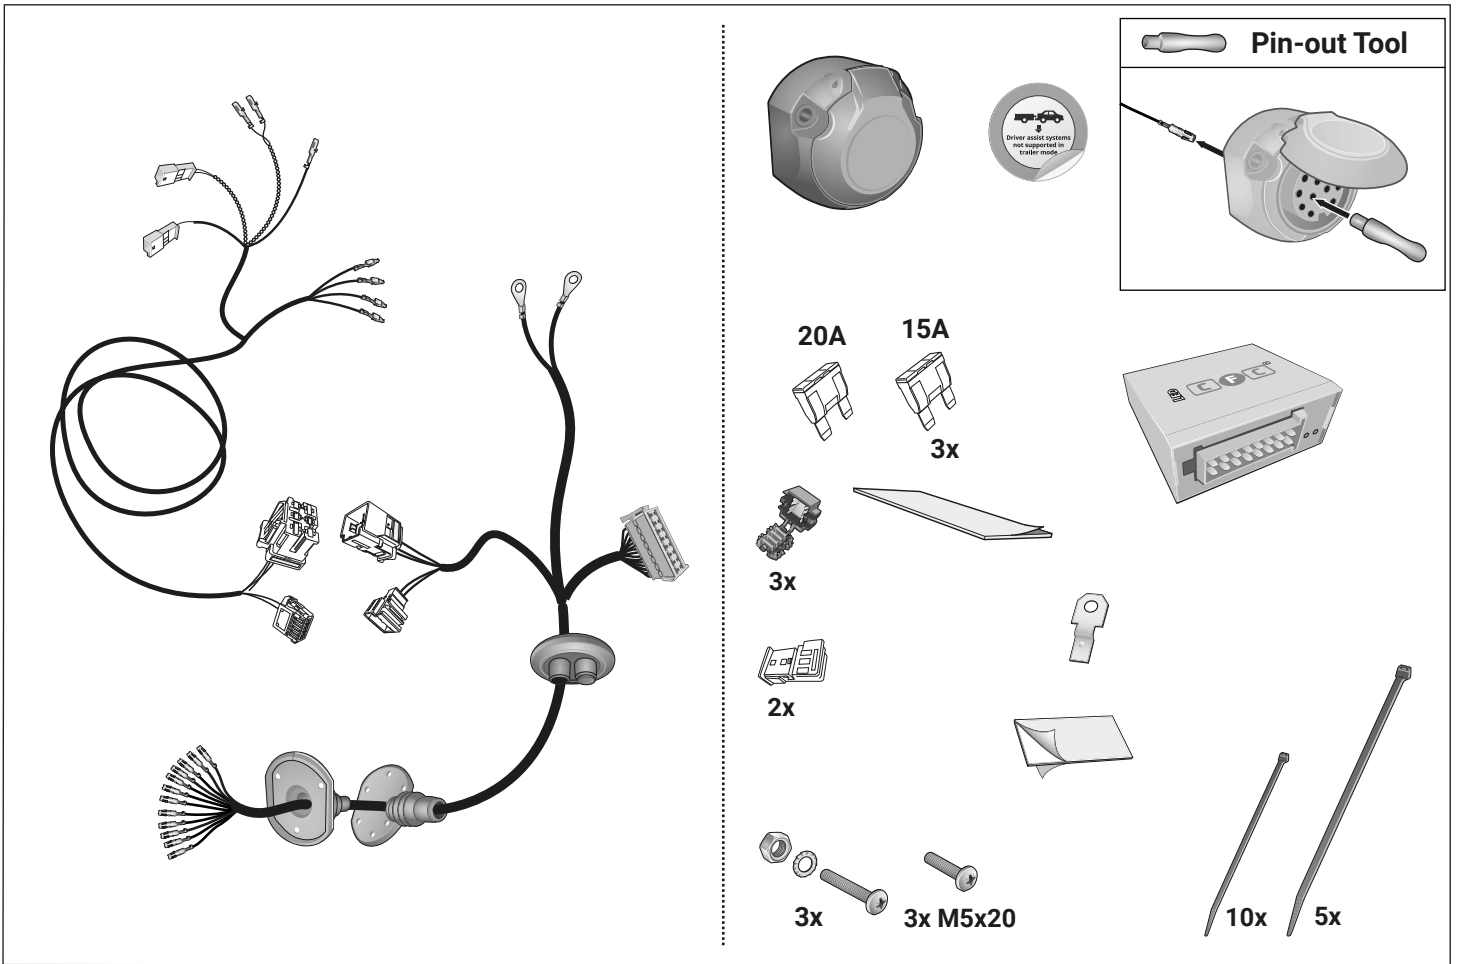 Pin-out Tool
Driver assist systems
not supported in
trailer mode
20A
15A
3x
CFC
3x
2x
3x
3x M5x20
10x
5x